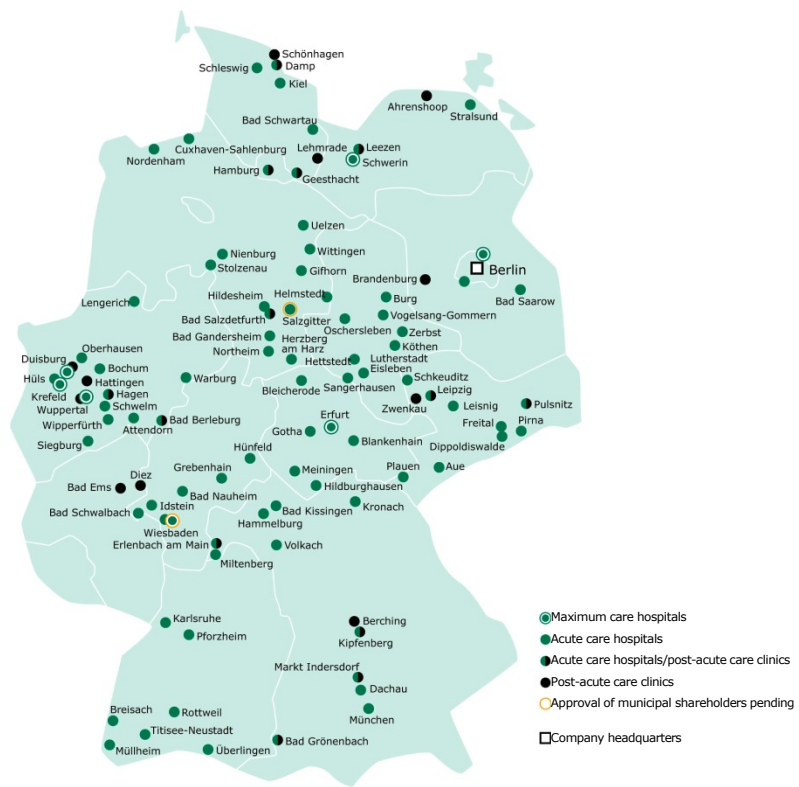 Schönhagen
Damp
Schleswig
Kiel
Ahrenshoop
Stralsund
Bad Schwartau
Cuxhaven-Sahlenburg
Nordenham
Lehmrade
Leezen
Schwerin
Hamburg
Geesthacht
Uelzen
Nienburg
Wittingen
Stolzenau
Gifhorn
Berlin
Brandenburg
Bad Saarow
Lengerich
Hildesheim
Helmstedt
Burg
Bad Salzdetfurth
Salzgitter
Vogelsang-Gommern
Oschersleben
Zerbst
Bad Gandersheim
Herzberg
am Harz
Köthen
Northeim
Hettstedt
Lutherstadt
Eisleben
Oberhausen
Duisburg
Bochum
Hüls
Hattingen
Warburg
Bleicherode
Sangerhausen
Schkeuditz
Krefeld
Hagen
Leipzig
Wuppertal
Schwelm
Zwenkau
Leisnig
Pulsnitz
Wipperfürth
Attendorn
Bad Berleburg
Erfurt
Freital
Pirna
Siegburg
Gotha
Blankenhain
Dippoldiswalde
Hünfeld
Grebenhain
Meiningen
Plauen
Aue
Diez
Bad Ems
Bad Nauheim
Hildburghausen
Idstein
Bad Schwalbach
Bad Kissingen
Kronach
Hammelburg
Wiesbaden
Erlenbach am Main
Volkach
Miltenberg
Karlsruhe
Pforzheim
Berching
Kipfenberg
Markt Indersdorf
Dachau
München
Breisach
Rottweil
Titisee-Neustadt
Müllheim
Überlingen
Bad Grönenbach
Maximum care hospitals
Acute care hospitals
Acute care hospitals/post-acute care clinics
Post-acute care clinics
Approval of municipal shareholders pending
Company headquarters